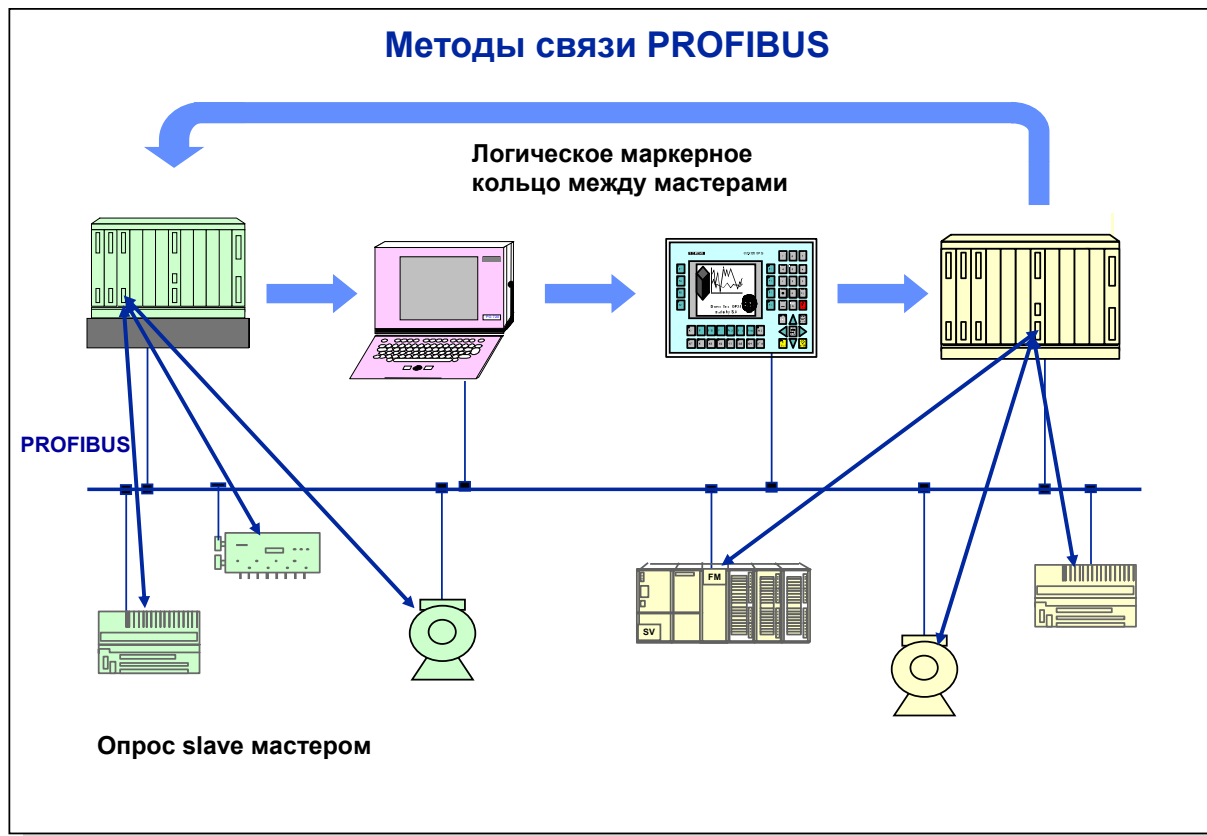 Методы связи PROFIBUS
Логическое маркерное
кольцо между мастерами
PROFIBUS
FM
SV
Опрос slave мастером